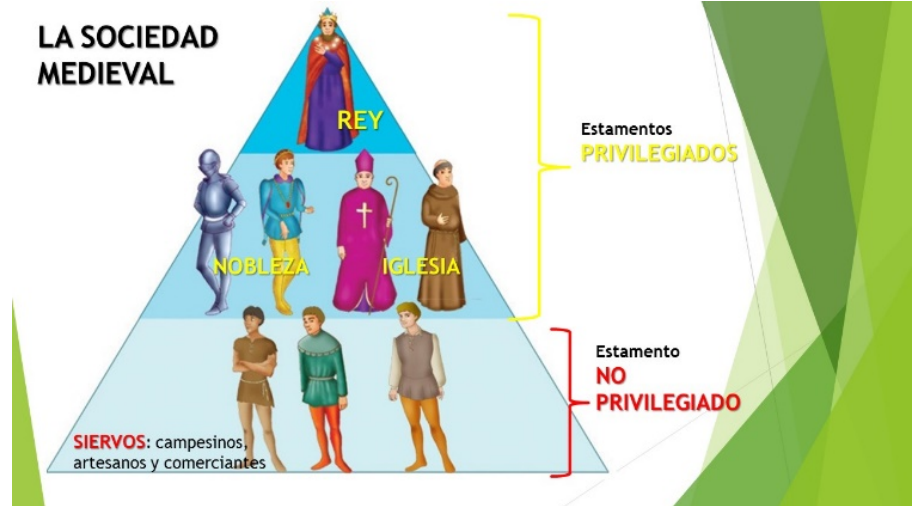 LA SOCIEDAD
MEDIEVAL
REY
Estamentos
PRIVILEGIADOS
NOBLEZA
IGLESIA
Estamento
NO
PRIVILEGIADO
SIERVOS: campesinos,
artesanos y comerciantes